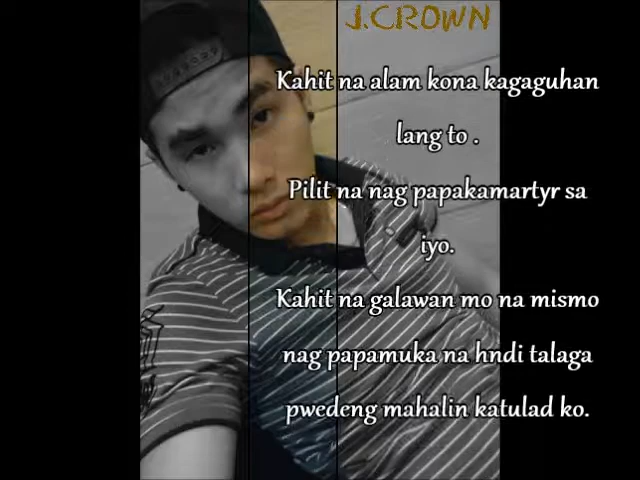 J.CROWN
Kahit na alam kona kagaguhan
lang to .
Pilit na nag papakamartyr sa
iyo.
Kahit na galawan mo na mismo
nag papamuka na hndi talaga
pwedeng mahalin katulad ko.